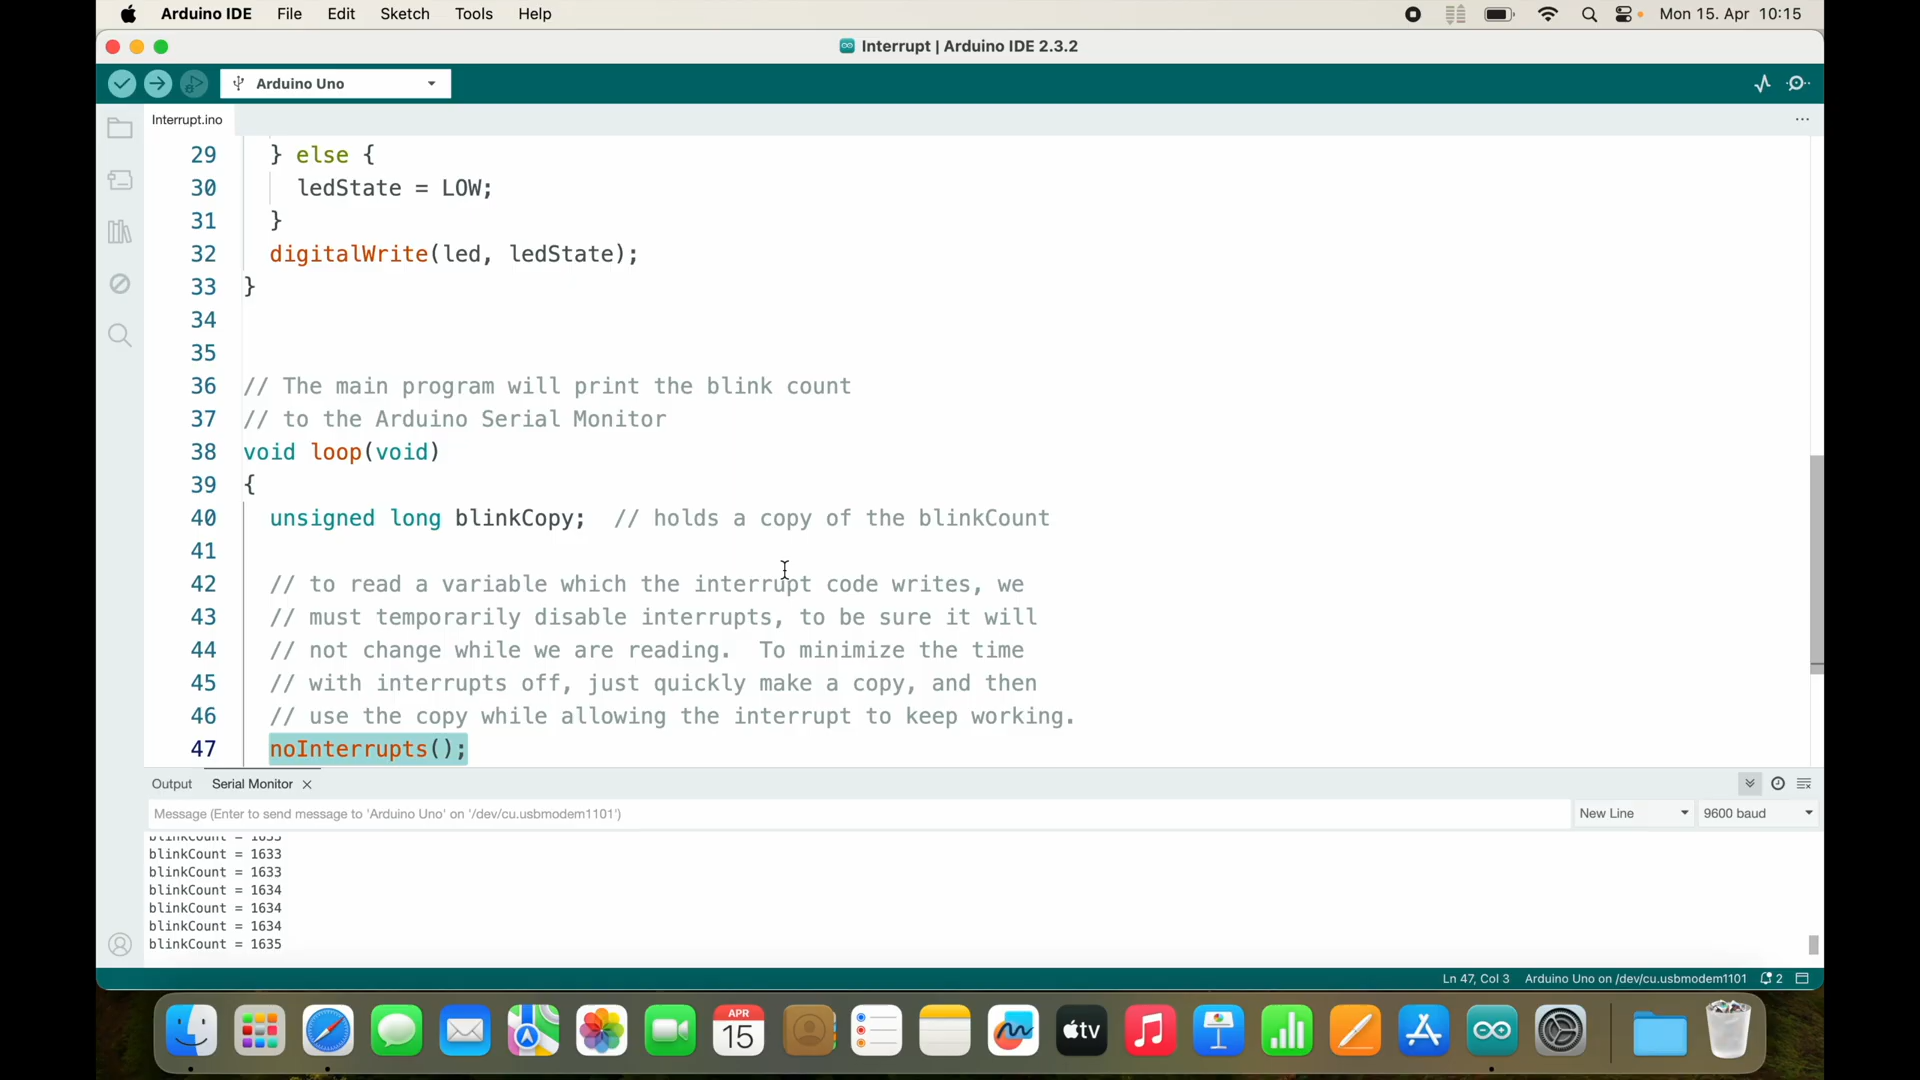 Arduino IDE File Edit Sketch Tools Help Mon 15. Apr 10:15
Interrupt | Arduino IDE 2.3.2
Arduino Uno
Interrupt.ino
29 } else {
30 ledState = LOW;
31 }
32 digitalWrite(led, ledState);
33 }
34
35
36 // The main program will print the blink count
37 // to the Arduino Serial Monitor
38 void loop(void)
39 {
40 unsigned long blinkCopy; // holds a copy of the blinkCount
41
42 // to read a variable which the interrupt code writes, we
43 // must temporarily disable interrupts, to be sure it will
44 // not change while we are reading. To minimize the time
45 // with interrupts off, just quickly make a copy, and then
46 // use the copy while allowing the interrupt to keep working.
47 noInterrupts();
Output Serial Monitor
Message (Enter to send message to 'Arduino Uno' on '/dev/cu.usbmodem1101') New Line 9600 baud
blinkCount = 1633
blinkCount = 1633
blinkCount = 1633
blinkCount = 1634
blinkCount = 1634
blinkCount = 1634
blinkCount = 1635
Ln 47, Col 3 Arduino Uno on /dev/cu.usbmodem1101 2
APR
15
tv